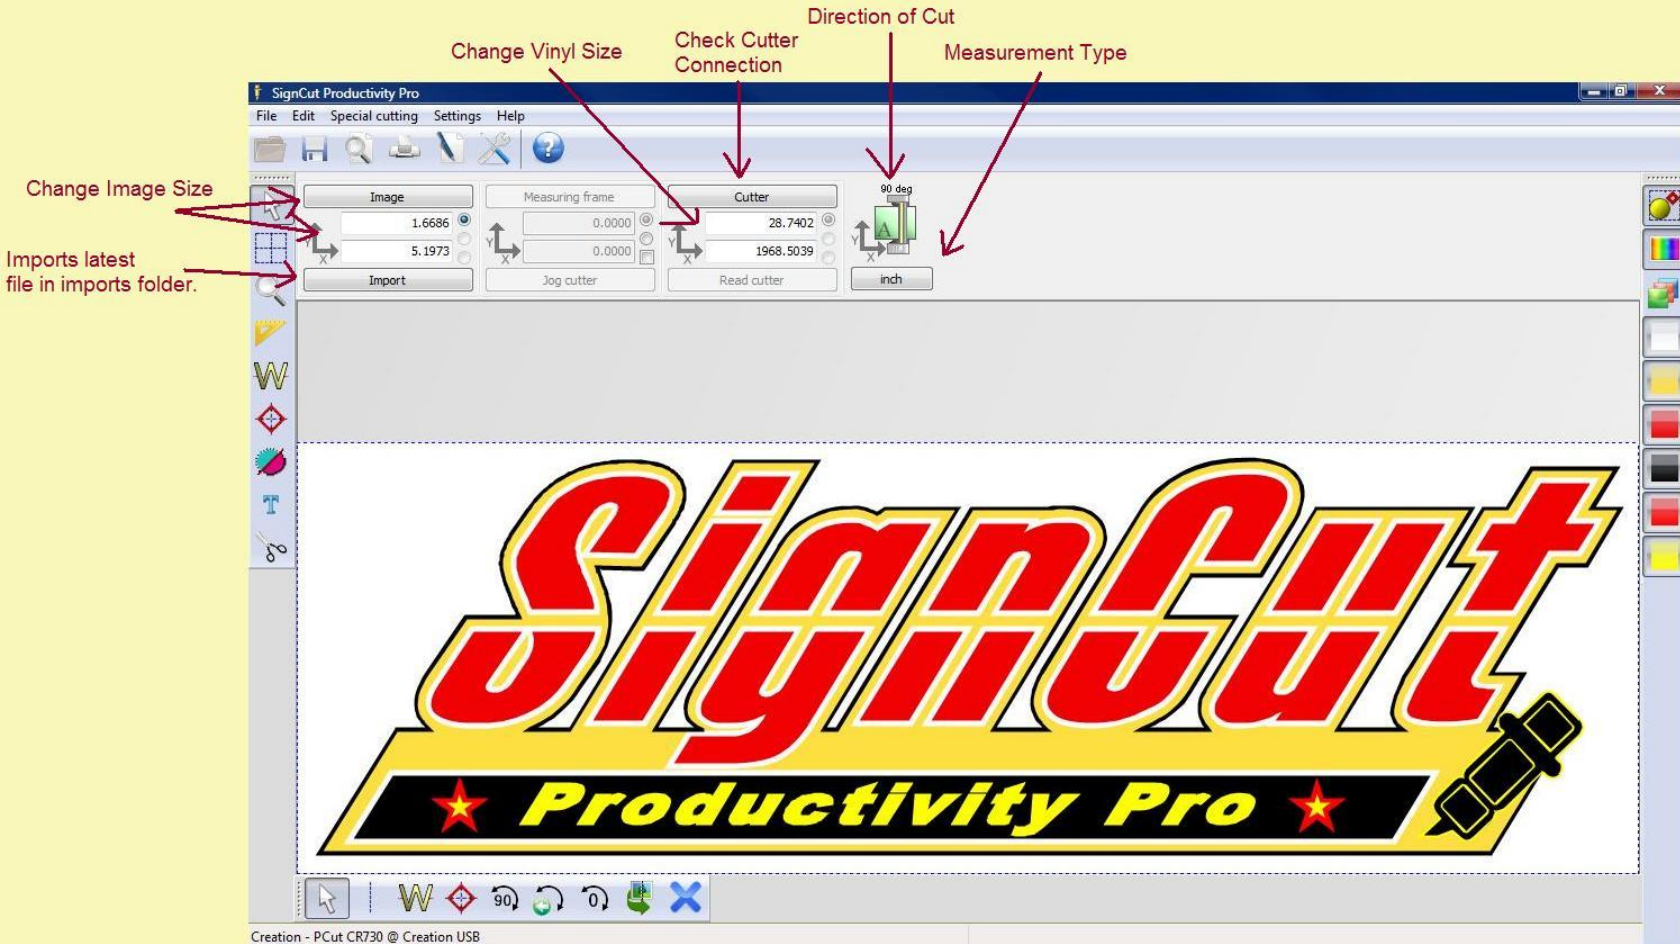 Direction of Cut
Change Vinyl Size
Check Cutter
Connection
Measurement Type
SignCut Productivity Pro
File Edit Special cutting Settings Help
Change Image Size
Imports latest
file in imports folder.
Image Measuring frame Cutter 90 deg
Y 1.6686 Y 0.0000 Y 28.7402 Y A
X 5.1973 X 0.0000 X 1968.5039 X
Import Jog cutter Read cutter inch
W
T
SignCut
Productivity Pro
W 90 0
Creation - PCut CR730 @ Creation USB